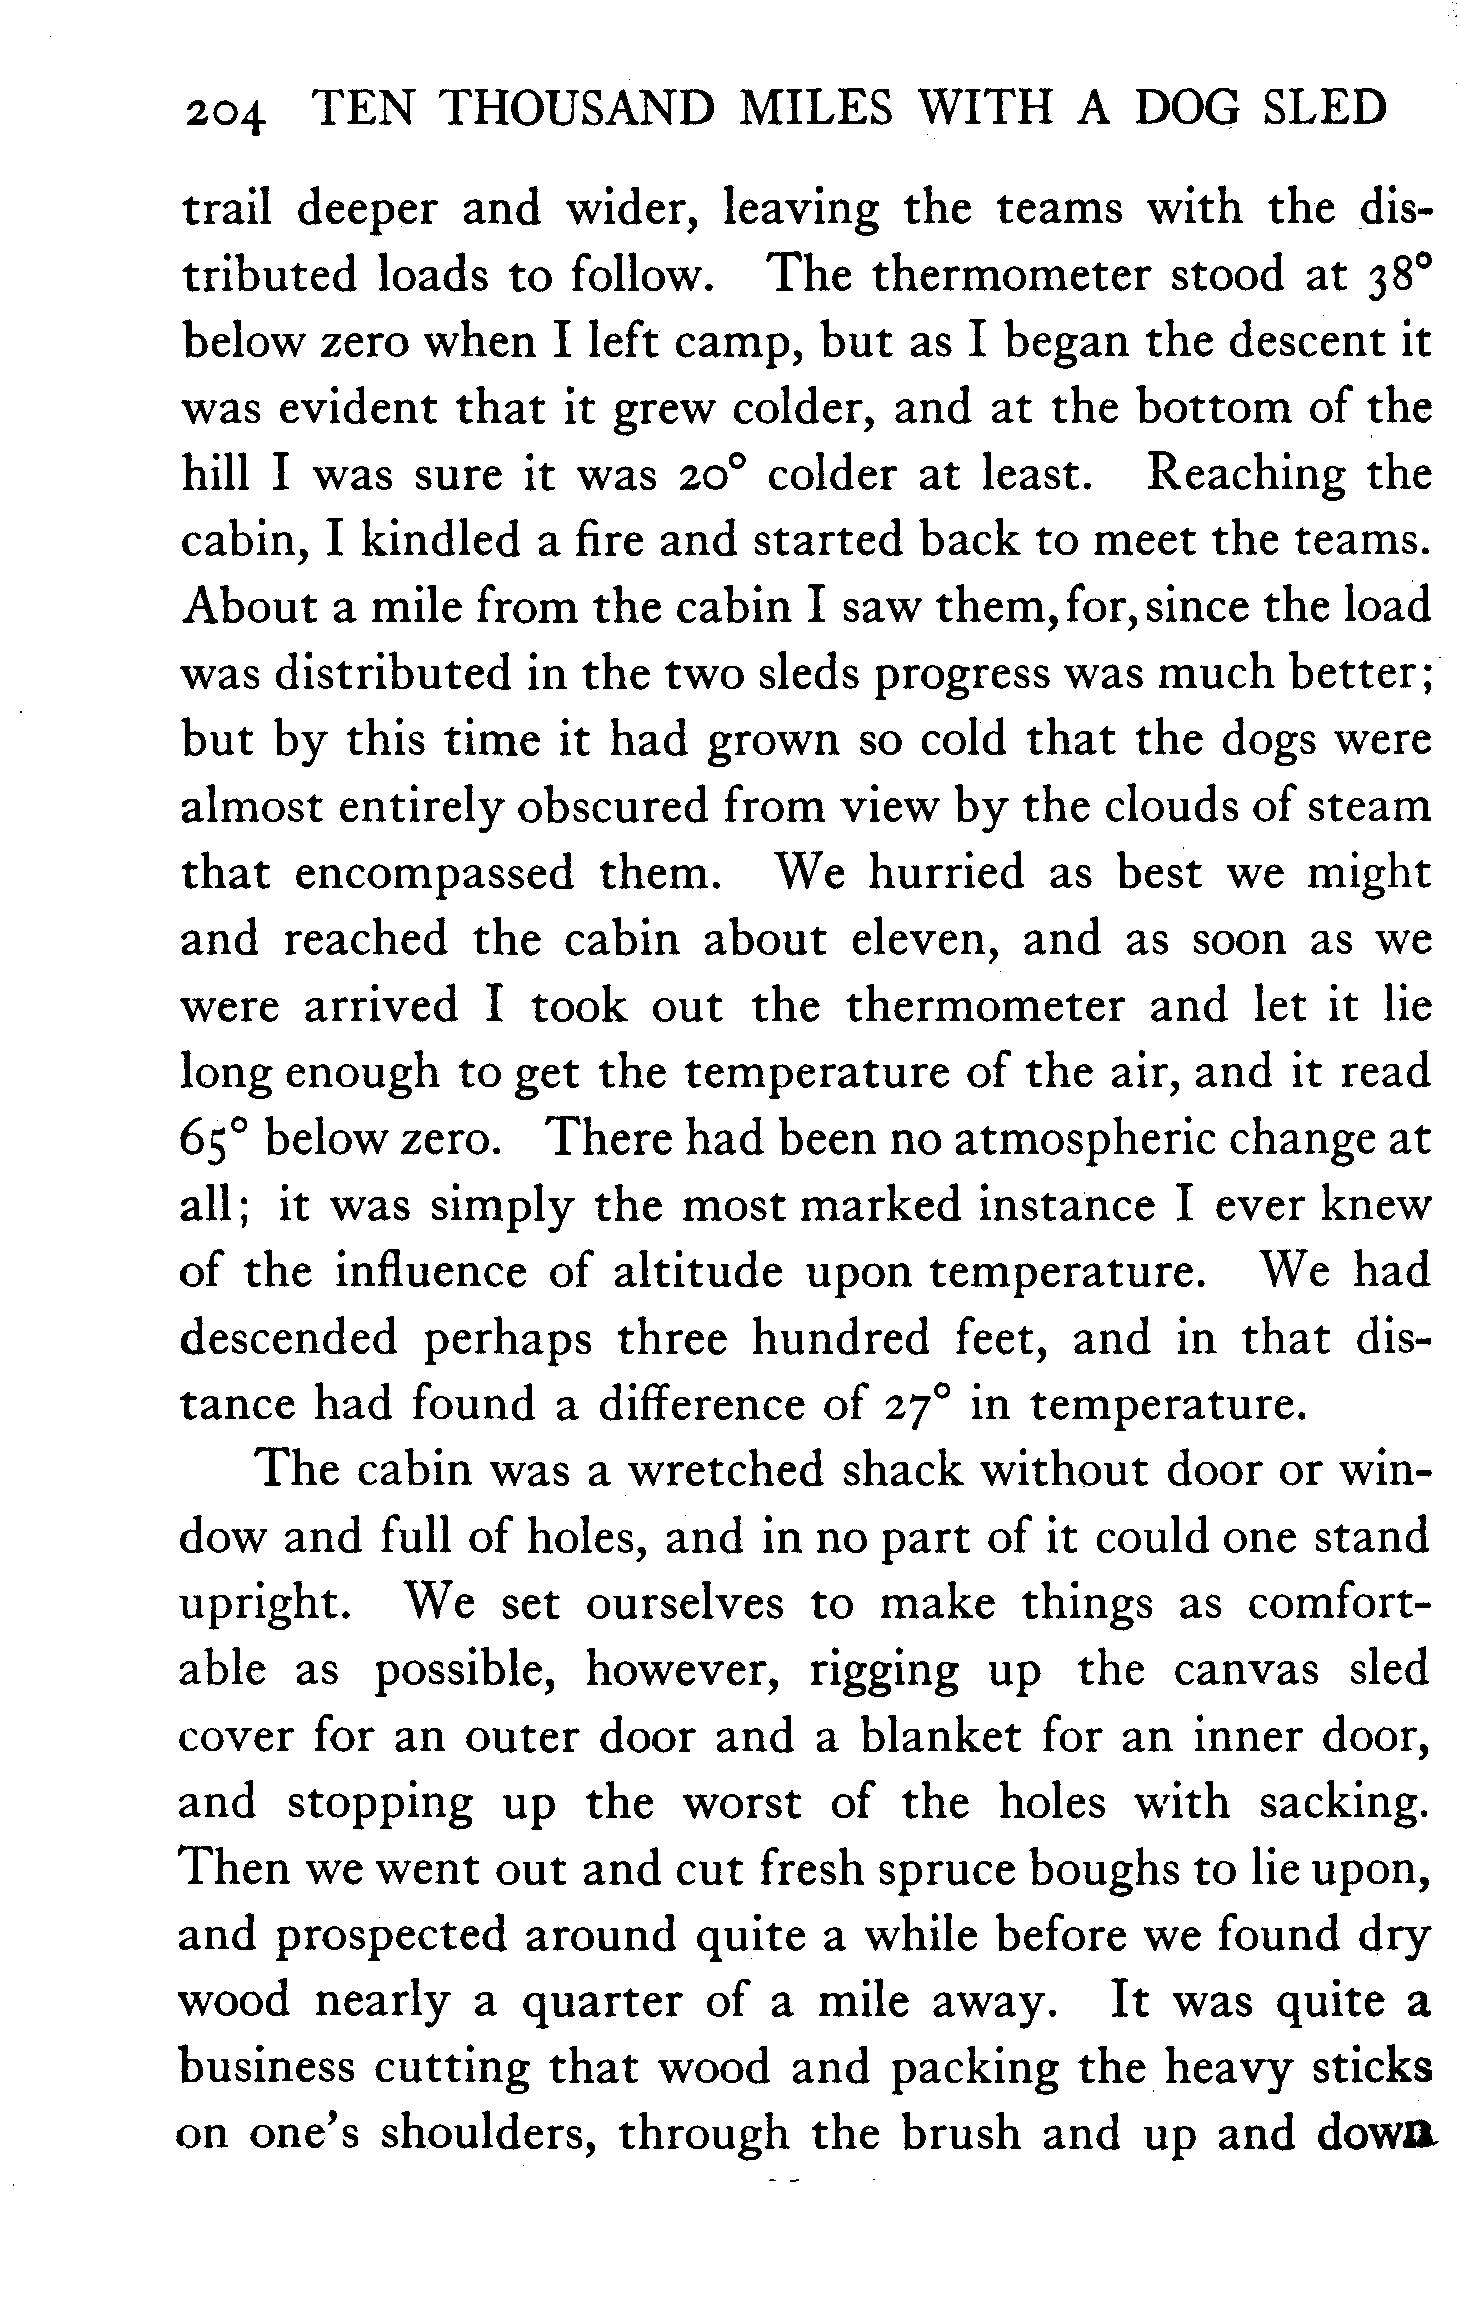 204 TEN THOUSAND MILES WITH A DOG SLED
trail deeper and wider, leaving the teams with the dis-
tributed loads to follow. The thermometer stood at 38°
below zero when I left camp, but as I began the descent it
was evident that it grew colder, and at the bottom of the
hill I was sure it was 20° colder at least. Reaching the
cabin, I kindled a fire and started back to meet the teams.
About a mile from the cabin I saw them, for, since the load
was distributed in the two sleds progress was much better;
but by this time it had grown so cold that the dogs were
almost entirely obscured from view by the clouds of steam
that encompassed them. We hurried as best we might
and reached the cabin about eleven, and as soon as we
were arrived I took out the thermometer and let it lie
long enough to get the temperature of the air, and it read
65° below zero. There had been no atmospheric change at
all; it was simply the most marked instance I ever knew
of the influence of altitude upon temperature. We had
descended perhaps three hundred feet, and in that dis-
tance had found a difference of 27° in temperature.
The cabin was a wretched shack without door or win-
dow and full of holes, and in no part of it could one stand
upright. We set ourselves to make things as comfort-
able as possible, however, rigging up the canvas sled
cover for an outer door and a blanket for an inner door,
and stopping up the worst of the holes with sacking.
Then we went out and cut fresh spruce boughs to lie upon,
and prospected around quite a while before we found dry
wood nearly a quarter of a mile away. It was quite a
business cutting that wood and packing the heavy sticks
on one's shoulders, through the brush and up and down